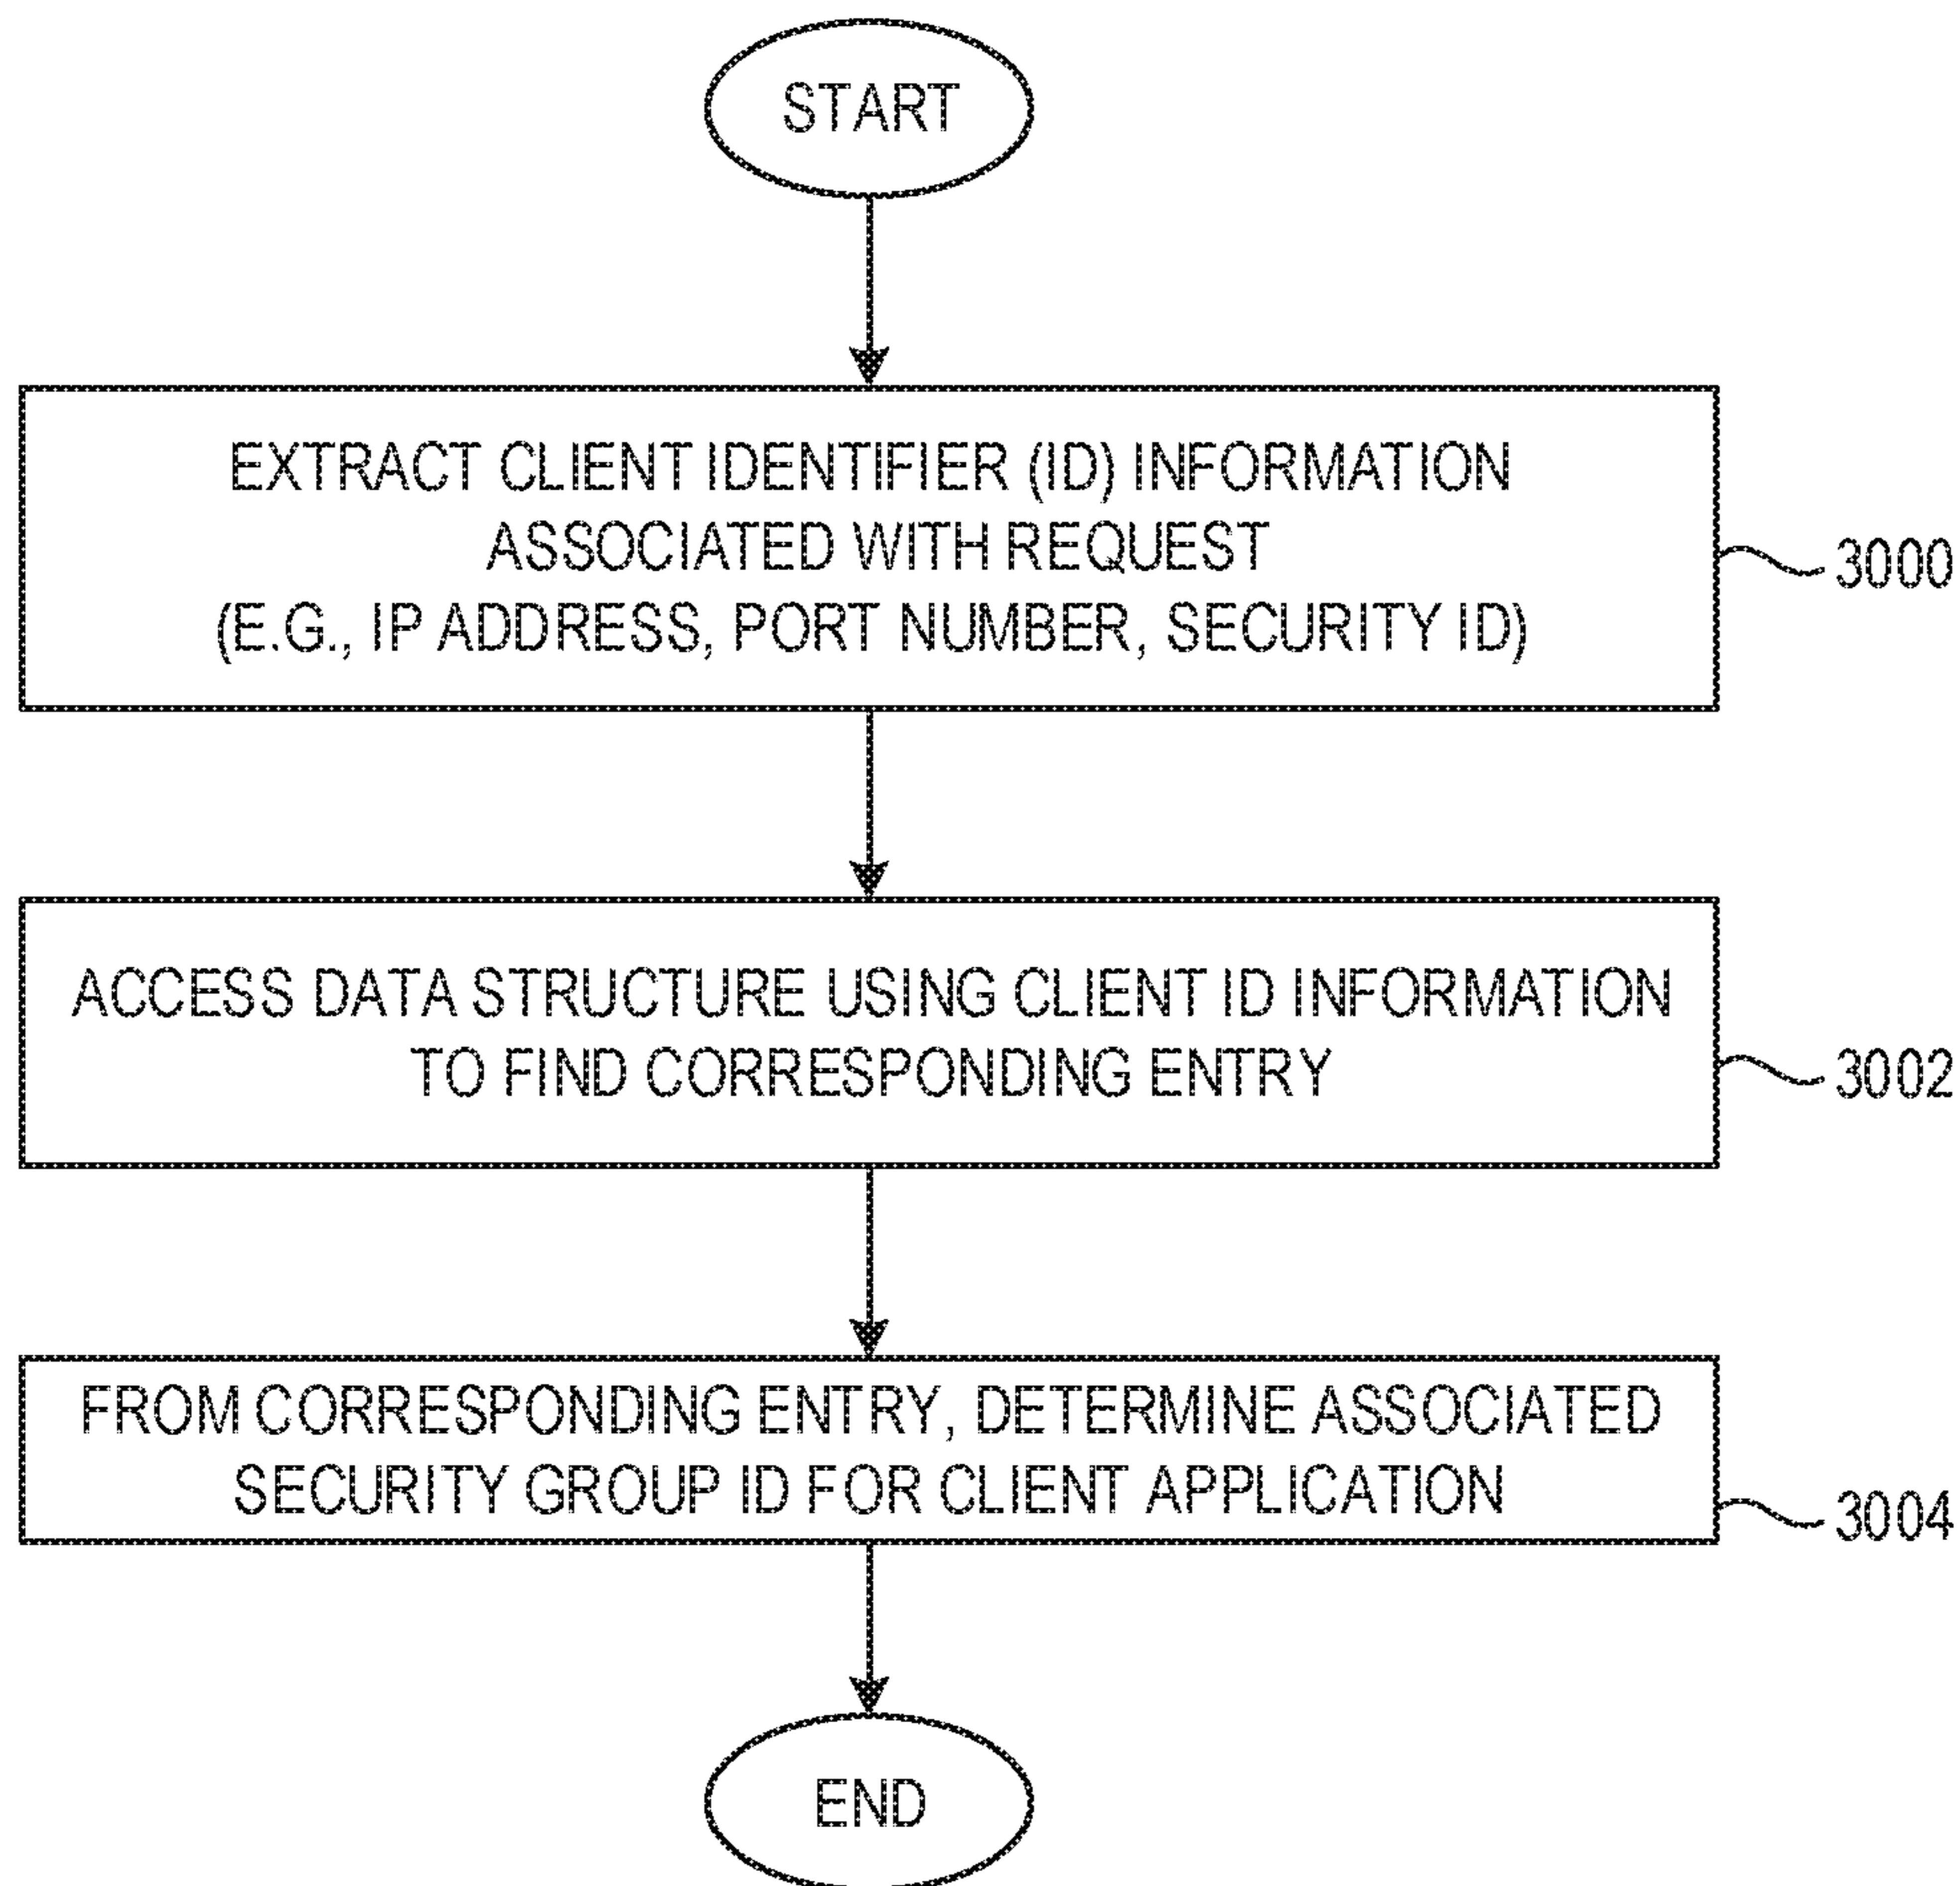 START
EXTRACT CLIENT IDENTIFIER (ID) INFORMATION
ASSOCIATED WITH REQUEST
(E.G., IP ADDRESS, PORT NUMBER, SECURITY ID)
3000
ACCESS DATA STRUCTURE USING CLIENT ID INFORMATION
TO FIND CORRESPONDING ENTRY
3002
FROM CORRESPONDING ENTRY, DETERMINE ASSOCIATED
SECURITY GROUP ID FOR CLIENT APPLICATION
3004
END